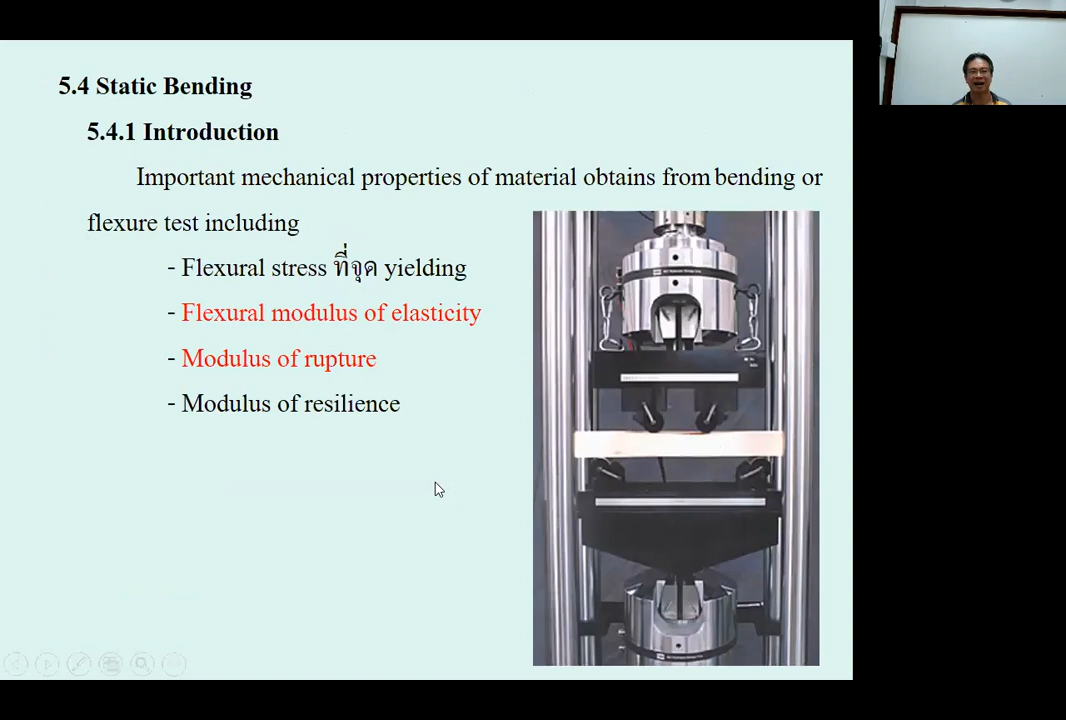 5.4 Static Bending
5.4.1 Introduction
Important mechanical properties of material obtains from bending or
flexure test including
- Flexural stress ที่จุด yielding
- Flexural modulus of elasticity
- Modulus of rupture
- Modulus of resilience